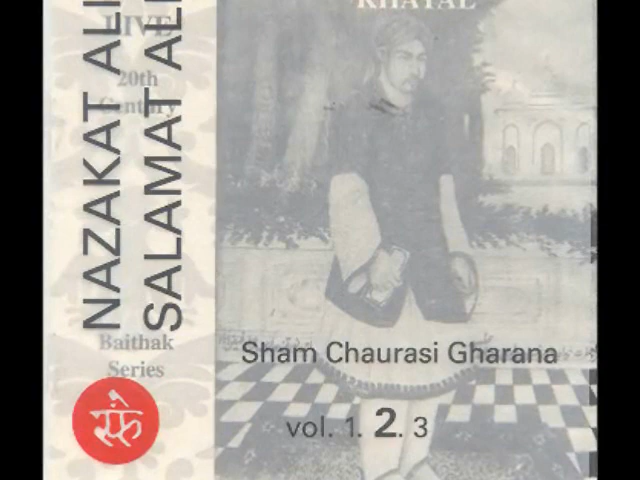 KHAYAL
LIVE
20th
Century
NAZAKAT ALI
SALAMAT ALI
Baithak
Series
Sham Chaurasi Gharana
vol. 1. 2. 3